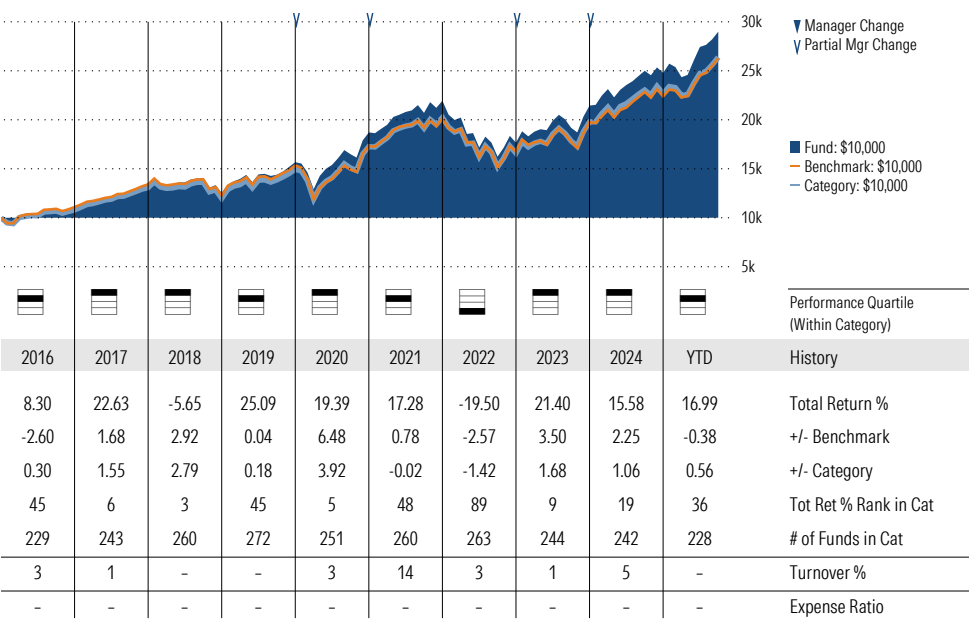 30k
25k
20k
15k
10k
5k
Manager Change
Partial Mgr Change
Fund: $10,000
Benchmark: $10,000
Category: $10,000
Performance Quartile
(Within Category)
2016 2017 2018 2019 2020 2021 2022 2023 2024 YTD History
8.30 22.63 -5.65 25.09 19.39 17.28 -19.50 21.40 15.58 16.99 Total Return %
-2.60 1.68 2.92 0.04 6.48 0.78 -2.57 3.50 2.25 -0.38 +/- Benchmark
0.30 1.55 2.79 0.18 3.92 -0.02 -1.42 1.68 1.06 0.56 +/- Category
45 6 3 45 5 48 89 9 19 36 Tot Ret % Rank in Cat
229 243 260 272 251 260 263 244 242 228 # of Funds in Cat
3 1 – – 3 14 3 1 5 – Turnover %
– – – – – – – – – – Expense Ratio